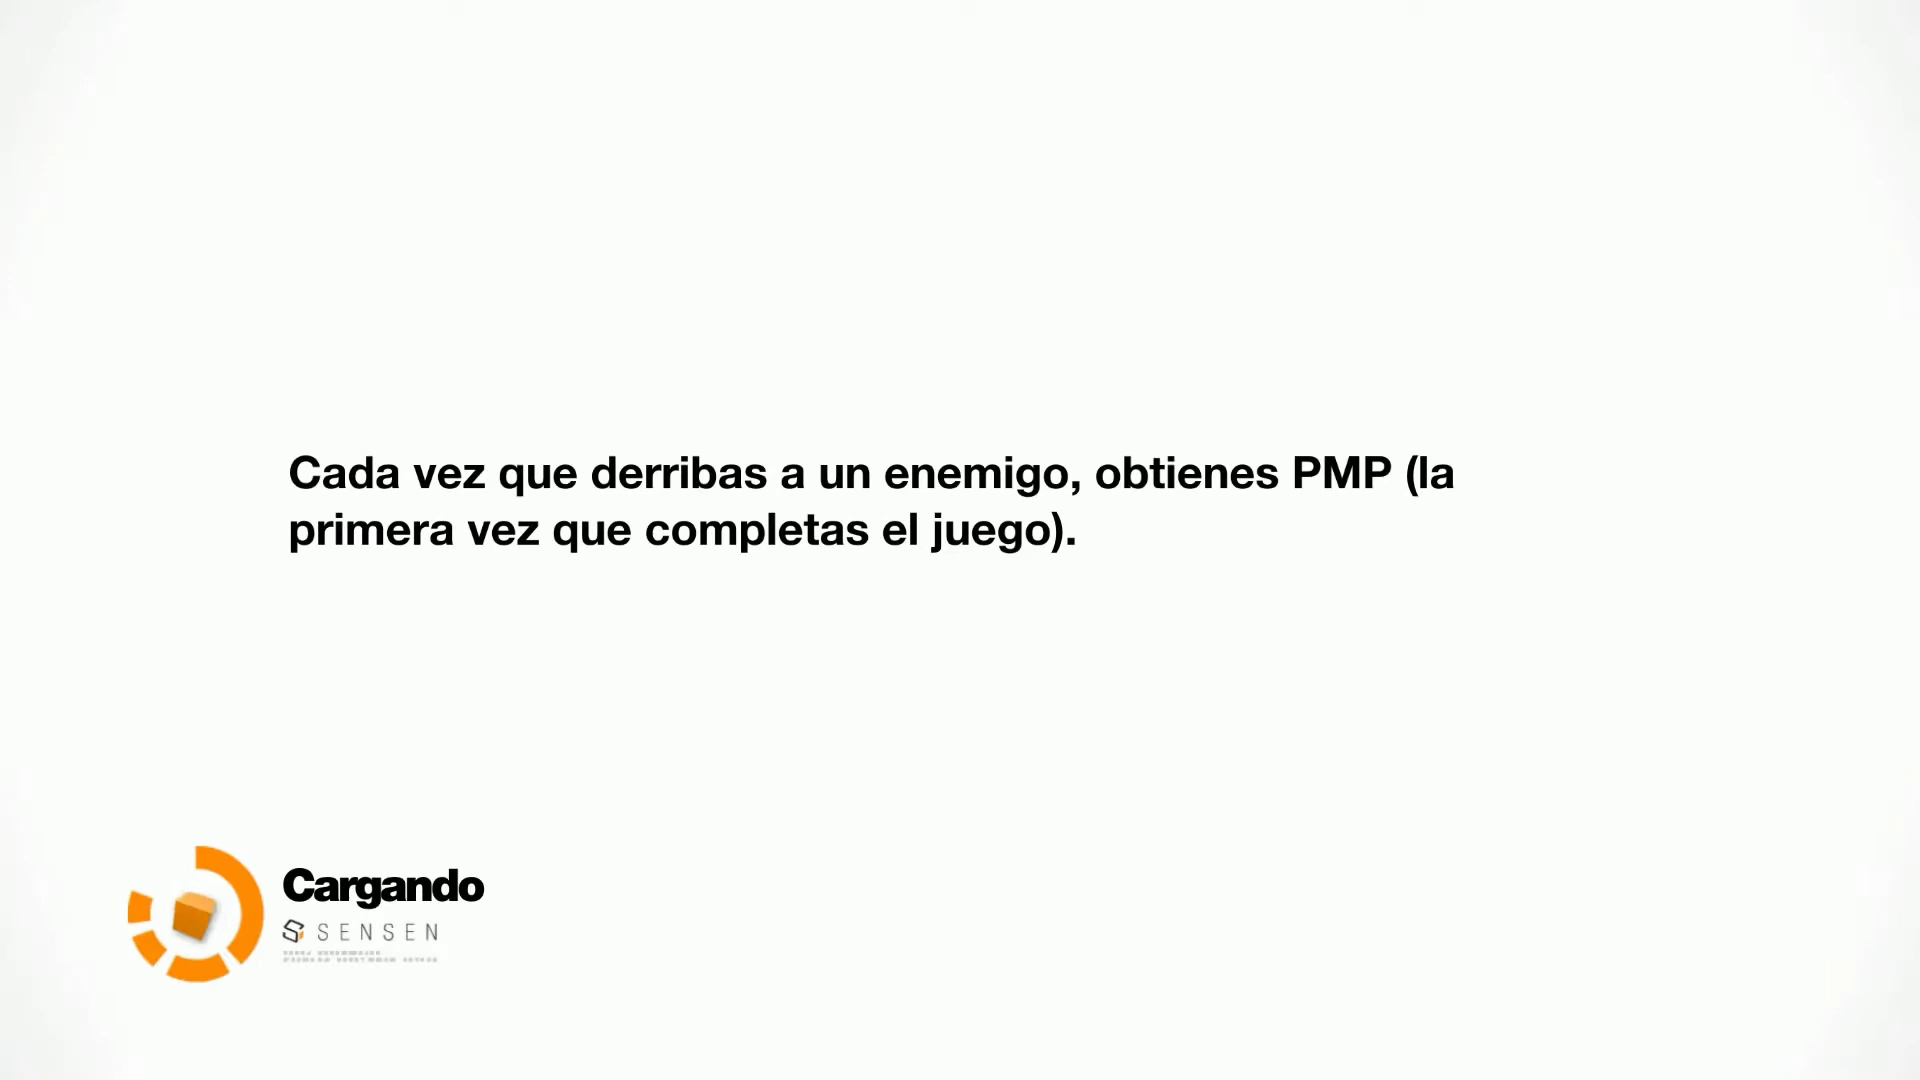 Cada vez que derribas a un enemigo, obtienes PMP (la
primera vez que completas el juego).
Cargando
SENSEN